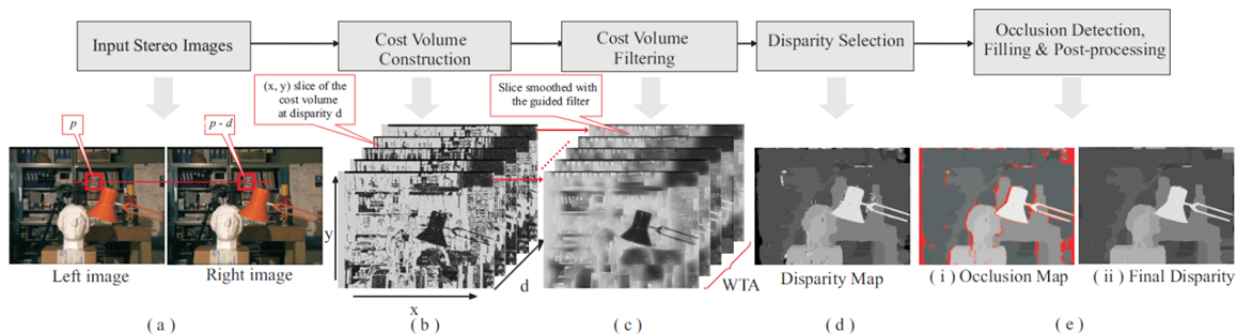 Input Stereo Images
Cost Volume
Construction
Cost Volume
Filtering
Disparity Selection
Occlusion Detection,
Filling & Post-processing
(x, y) slice of the
cost volume
at disparity d
Slice smoothed with
the guided filter
p
p - d
y
x
d
WTA
Left image
Right image
Disparity Map
( i ) Occlusion Map
( ii ) Final Disparity
( a )
( b )
( c )
( d )
( e )